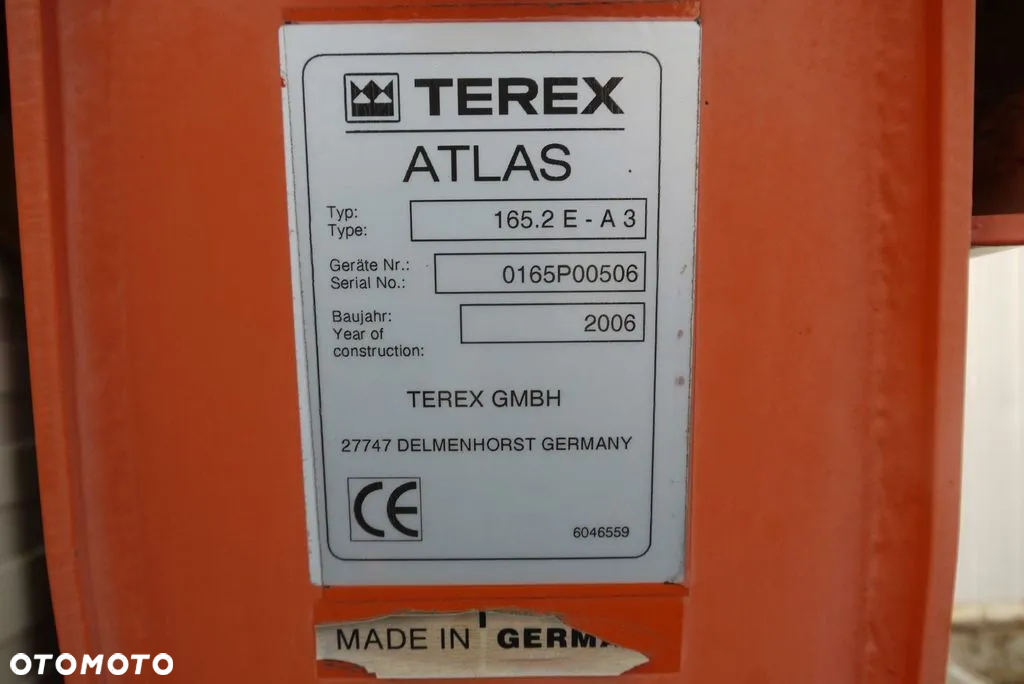 TEREX
ATLAS
Typ:
Type:
165.2 E - A 3
Geräte Nr.:
Serial No.:
0165P00506
Baujahr:
Year of
construction:
2006
TEREX GMBH
27747 DELMENHORST GERMANY
CE
6046559
MADE IN GERMA
OTOMOTO